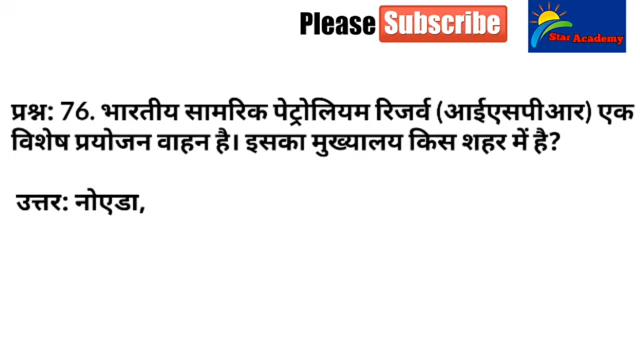 Please Subscribe
Star Academy
प्रश्न: 76. भारतीय सामरिक पेट्रोलियम रिजर्व (आईएसपीआर) एक
विशेष प्रयोजन वाहन है। इसका मुख्यालय किस शहर में है?
उत्तर: नोएडा,